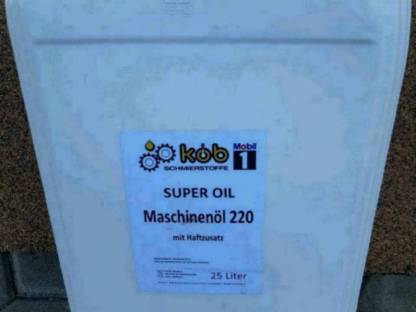 köb
Mobil
SCHMIERSTOFFE
1
SUPER OIL
Maschinenöl 220
mit Haftzusatz
25 Liter